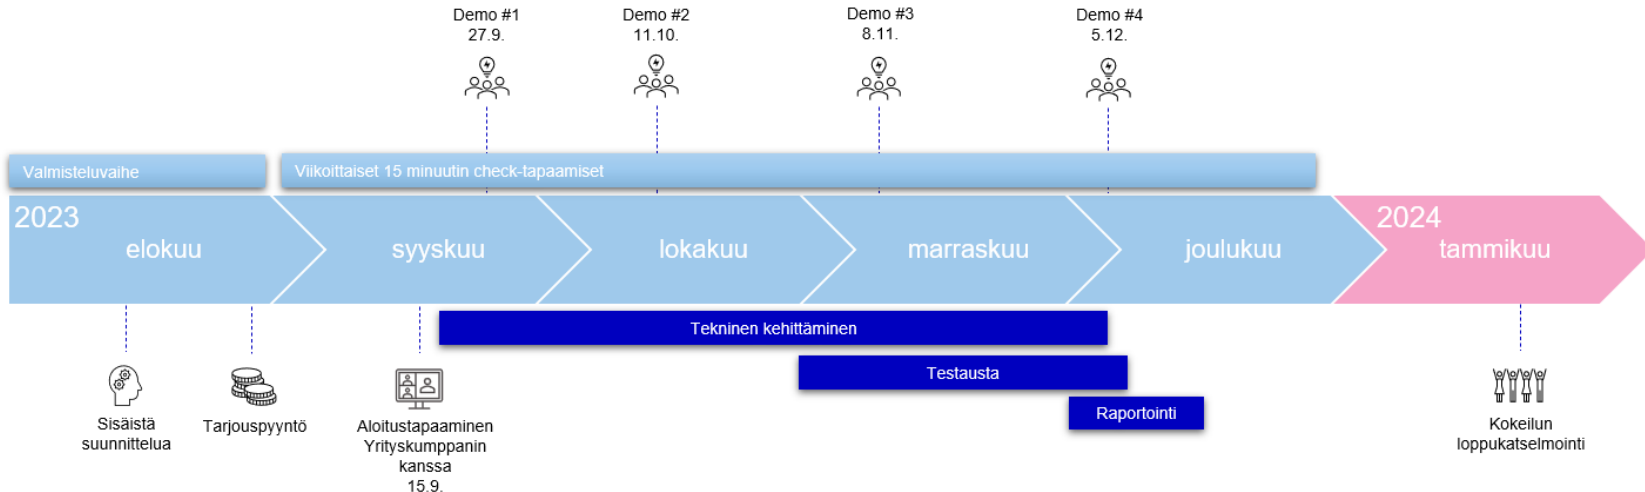 Demo #1
27.9.
Demo #2
11.10.
Demo #3
8.11.
Demo #4
5.12.
Valmisteluvaihe
Viikoittaiset 15 minuutin check-tapaamiset
2023
elokuu
syyskuu
lokakuu
marraskuu
joulukuu
2024
tammikuu
Tekninen kehittäminen
Testausta
Raportointi
Sisäistä
suunnittelua
Tarjouspyyntö
Aloitustapaaminen
Yrityskumppanin
kanssa
15.9.
Kokeilun
loppukatselmointi